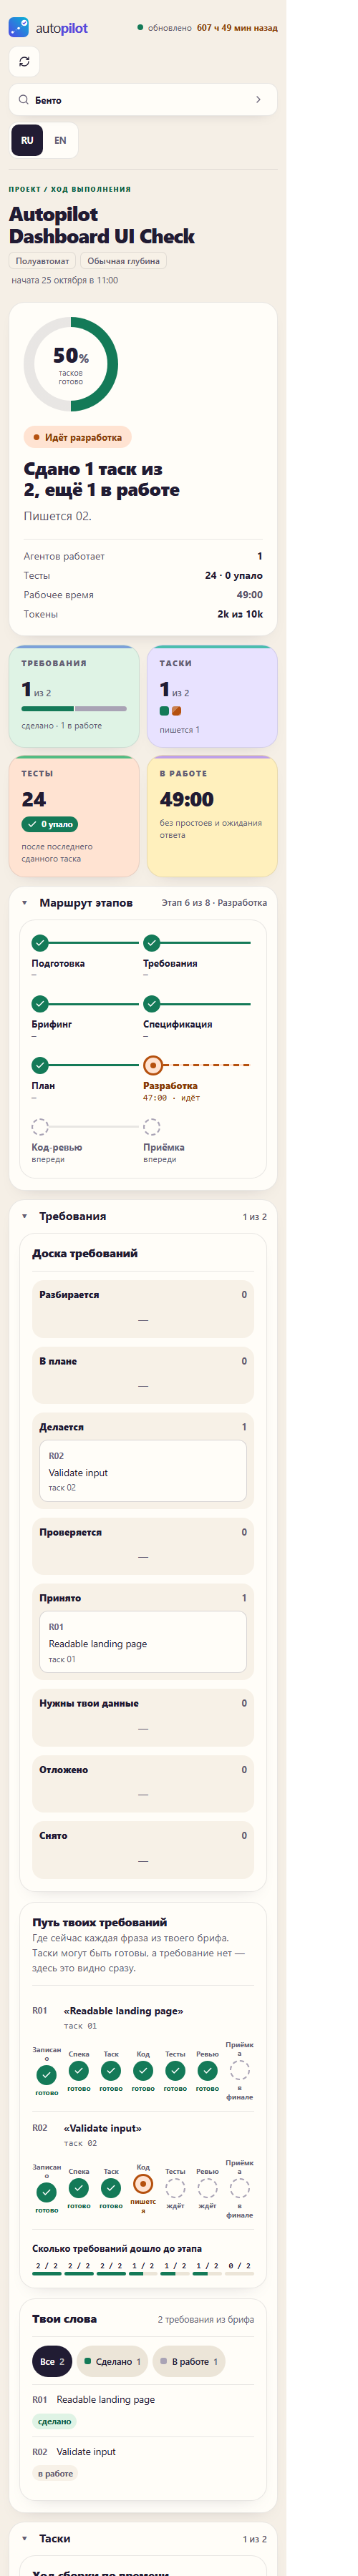 autopilot
обновлено 607 ч 49 мин назад
Бенто
RU EN
ПРОЕКТ / ХОД ВЫПОЛНЕНИЯ
Autopilot
Dashboard UI Check
Полуавтомат Обычная глубина
начата 25 октября в 11:00
50%
тасков
готово
Идёт разработка
Сдано 1 таск из
2, ещё 1 в работе
Пишется 02.
Агентов работает 1
Тесты 24 · 0 упало
Рабочее время 49:00
Токены 2k из 10k
ТРЕБОВАНИЯ
1 из 2
сделано · 1 в работе
ТАСКИ
1 из 2
пишется 1
ТЕСТЫ
24
0 упало
после последнего
сданного таска
В РАБОТЕ
49:00
без простоев и ожидания
ответа
Маршрут этапов Этап 6 из 8 · Разработка
Подготовка Требования
— —
Брифинг Спецификация
— —
План Разработка
— 47:00 · идёт
Код-ревью Приёмка
впереди впереди
Требования 1 из 2
Доска требований
Разбирается 0
—
В плане 0
—
Делается 1
R02
Validate input
таск 02
Проверяется 0
—
Принято 1
R01
Readable landing page
таск 01
Нужны твои данные 0
—
Отложено 0
—
Снято 0
—
Путь твоих требований
Где сейчас каждая фраза из твоего брифа.
Таски могут быть готовы, а требование нет —
здесь это видно сразу.
R01 «Readable landing page»
таск 01
Записан
о Спека Таск Код Тесты Ревью Приёмк
а
готово готово готово готово готово готово в
финале
R02 «Validate input»
таск 02
Записан
о Спека Таск Код Тесты Ревью Приёмк
а
готово готово готово пишетс
я ждёт ждёт в
финале
Сколько требований дошло до этапа
2 / 2 2 / 2 2 / 2 1 / 2 1 / 2 1 / 2 0 / 2
Твои слова 2 требования из брифа
Все 2 Сделано 1 В работе 1
R01 Readable landing page
сделано
R02 Validate input
в работе
Таски 1 из 2
Ход сборки по времени